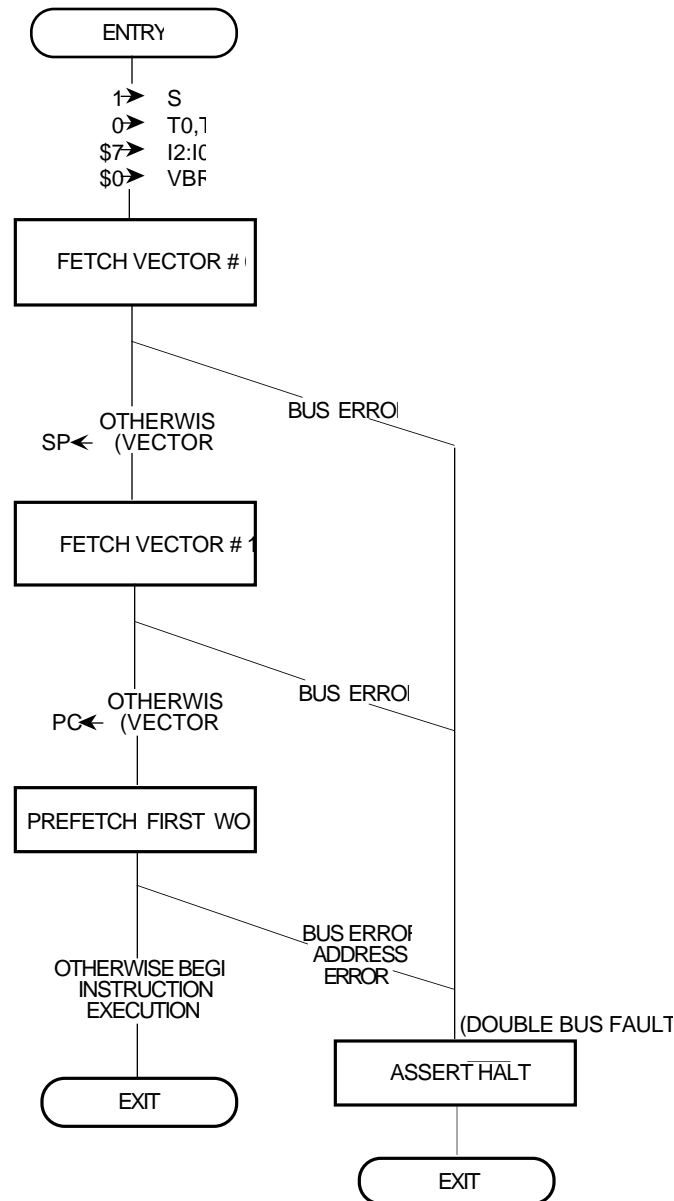 ENTRY
1➔ S
0➔ T0,T
$7➔ I2:I0
$0➔ VBR
FETCH VECTOR #
BUS ERROR
OTHERWIS
SP← (VECTOR
FETCH VECTOR # 1
BUS ERROR
OTHERWIS
PC← (VECTOR
PREFETCH FIRST WO
BUS ERROR
ADDRESS
ERROR
OTHERWISE BEGI
INSTRUCTION
EXECUTION
(DOUBLE BUS FAULT
ASSERT HALT
EXIT
EXIT